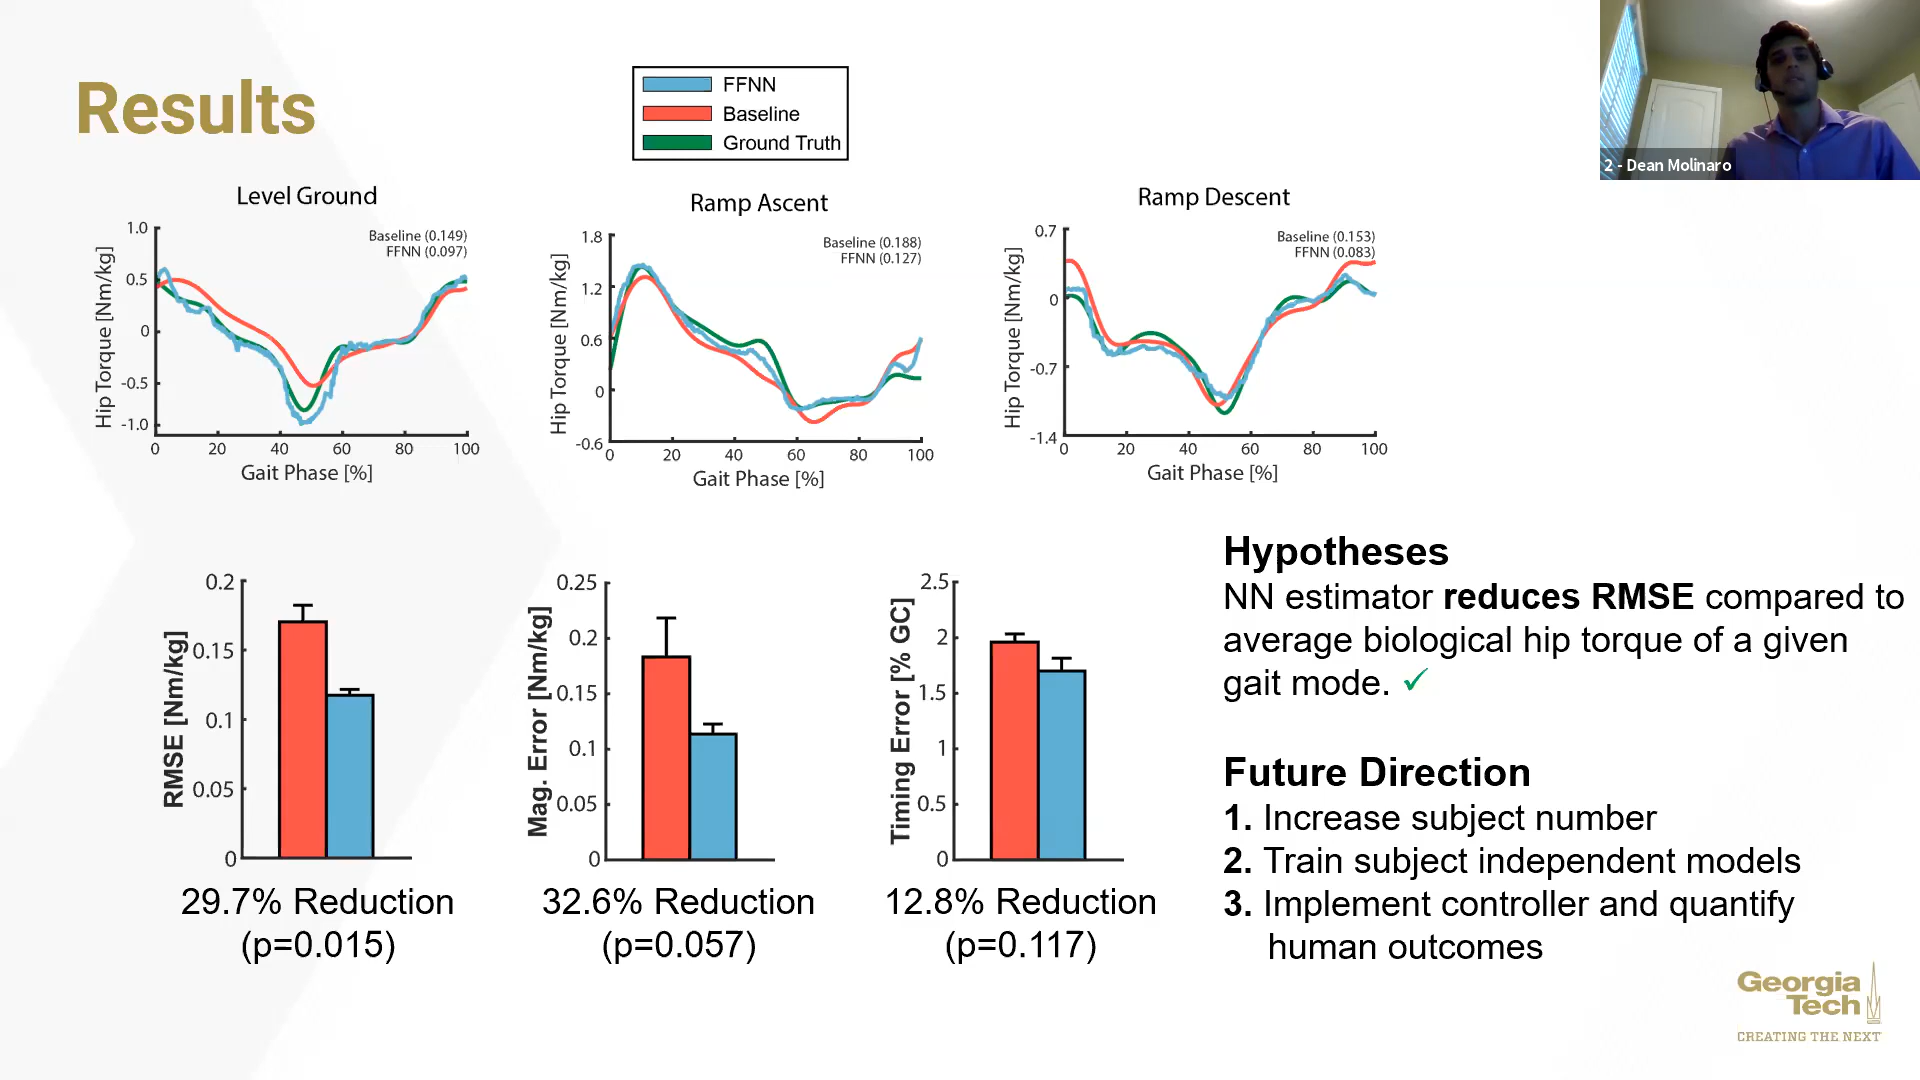 Results
FFNN
Baseline
Ground Truth
2 - Dean Molinaro
Level Ground
Baseline (0.149)
FFNN (0.097)
Hip Torque [Nm/kg]
1.0
0.5
0
-0.5
-1.0
0 20 40 60 80 100
Gait Phase [%]
Ramp Ascent
Baseline (0.188)
FFNN (0.127)
Hip Torque [Nm/kg]
1.8
1.2
0.6
0
-0.6
0 20 40 60 80 100
Gait Phase [%]
Ramp Descent
Baseline (0.153)
FFNN (0.083)
Hip Torque [Nm/kg]
0.7
0
-0.7
-1.4
0 20 40 60 80 100
Gait Phase [%]
RMSE [Nm/kg]
0.2
0.15
0.1
0.05
0
29.7% Reduction
(p=0.015)
Mag. Error [Nm/kg]
0.25
0.2
0.15
0.1
0.05
0
32.6% Reduction
(p=0.057)
Timing Error [% GC]
2.5
2
1.5
1
0.5
0
12.8% Reduction
(p=0.117)
Hypotheses
NN estimator reduces RMSE compared to
average biological hip torque of a given
gait mode. ✓
Future Direction
1. Increase subject number
2. Train subject independent models
3. Implement controller and quantify
human outcomes
Georgia
Tech
CREATING THE NEXT